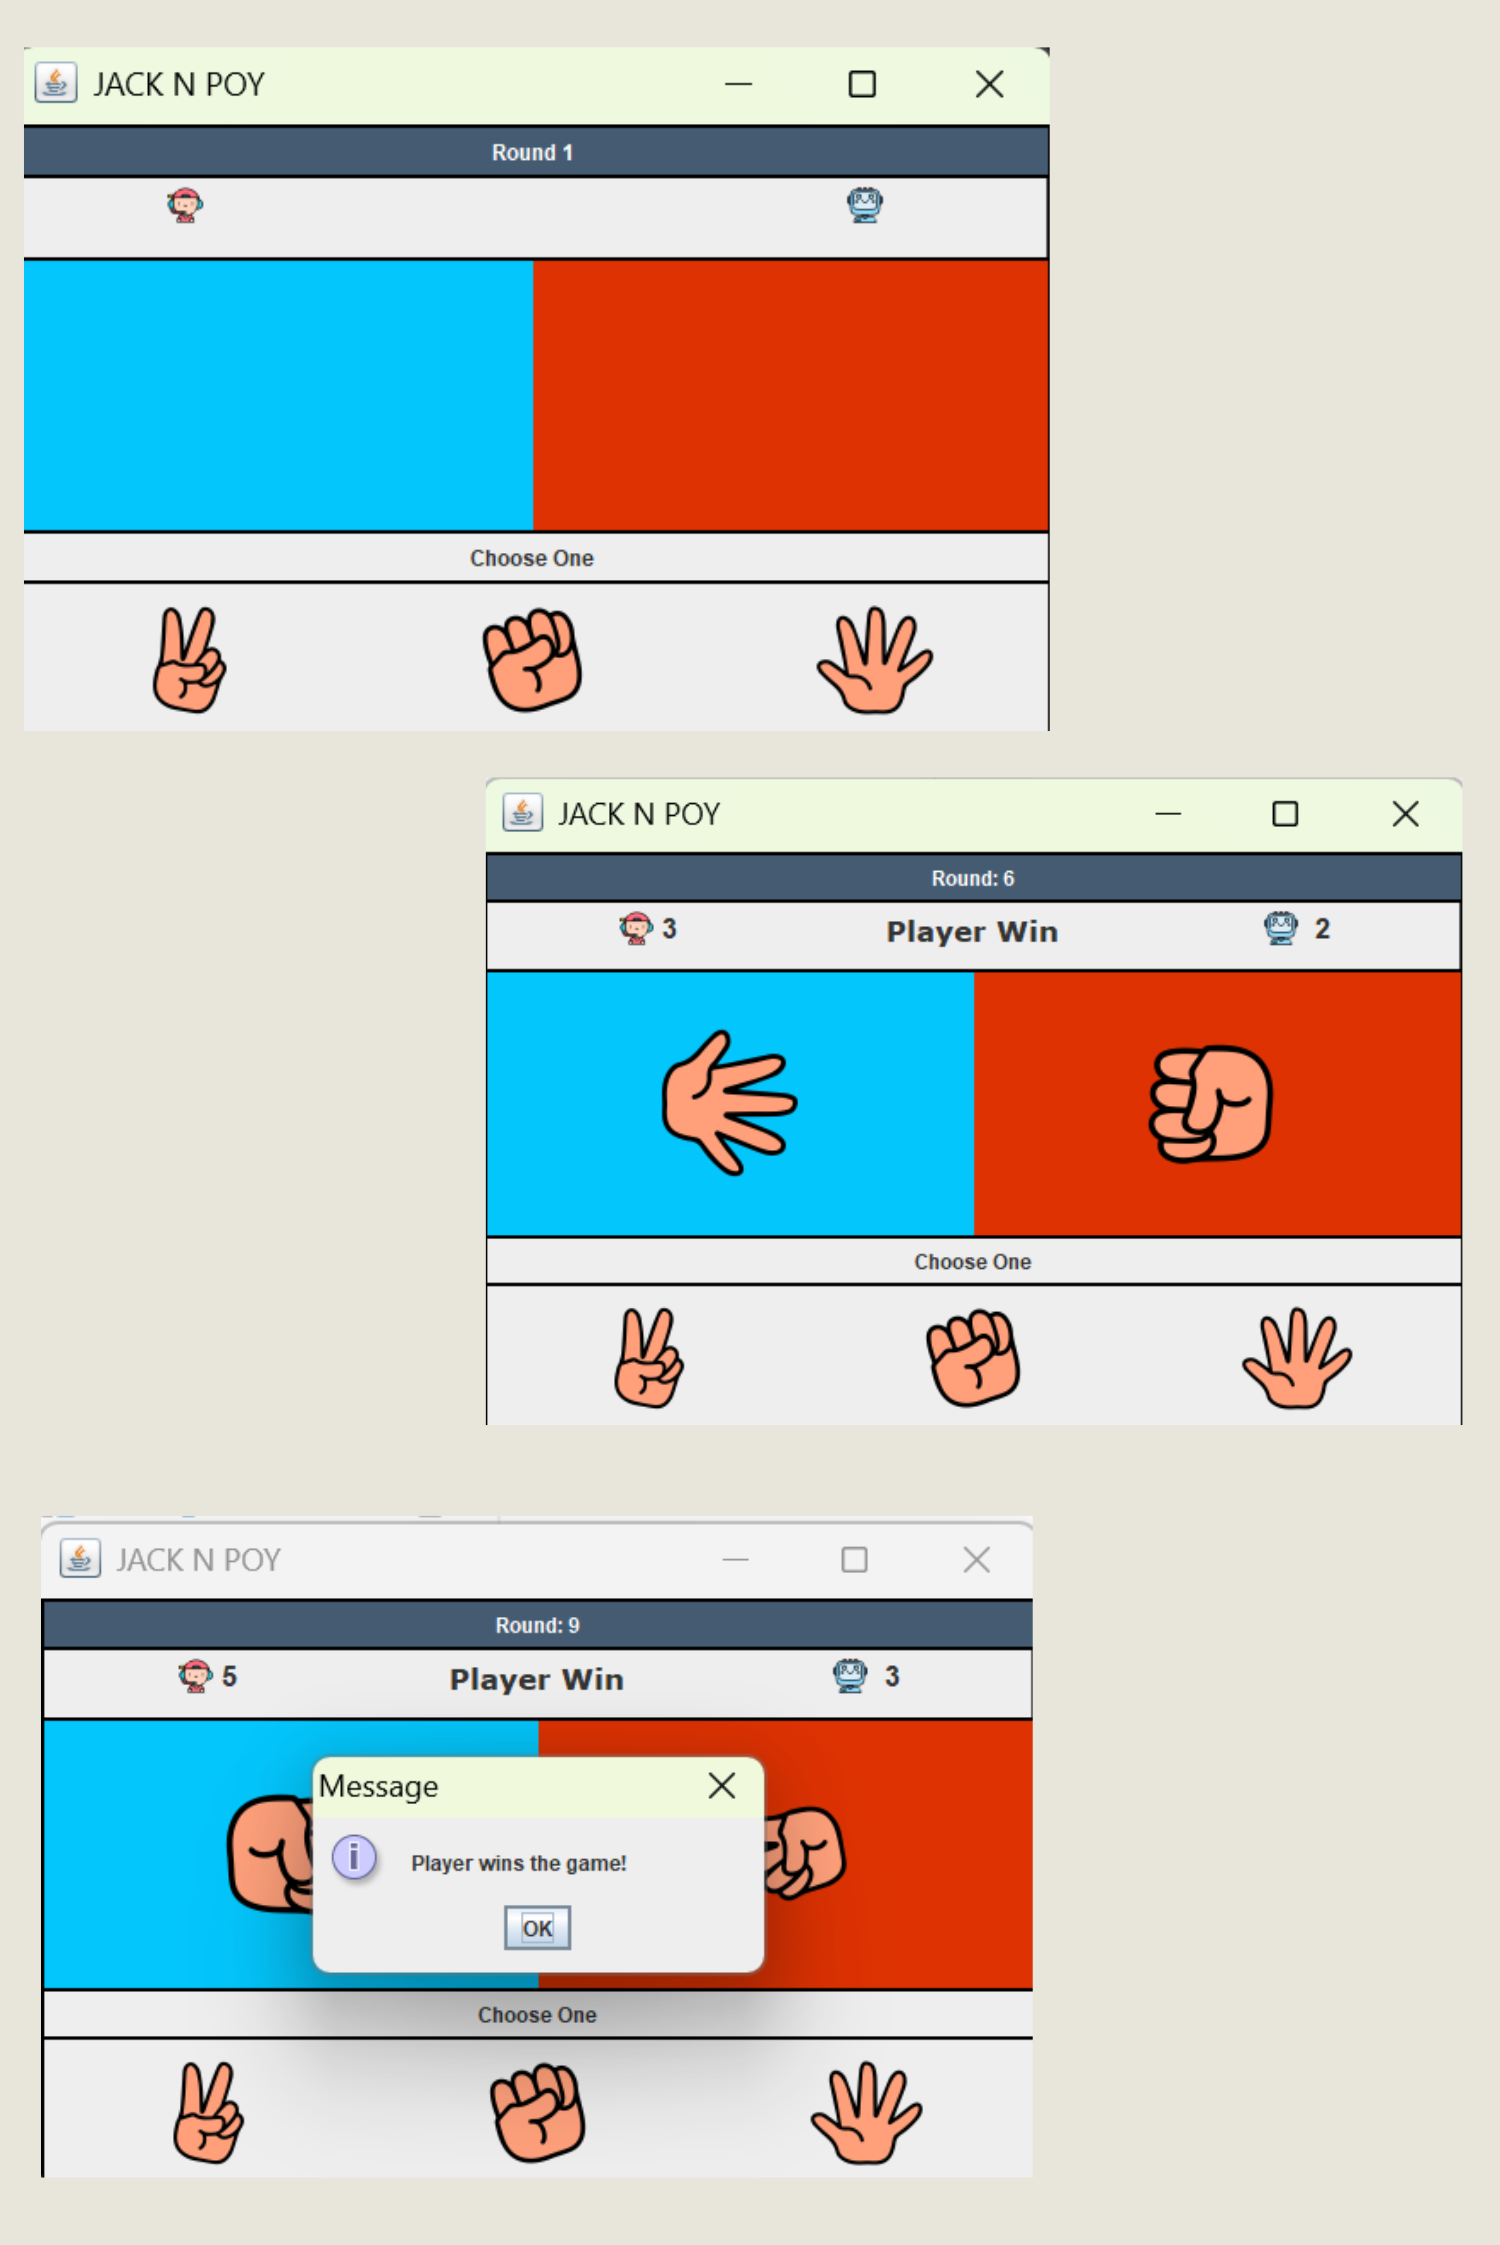 JACK N POY
Round 1
Choose One
JACK N POY
Round: 6
3 Player Win 2
Choose One
JACK N POY
Round: 9
5 Player Win 3
Message
Player wins the game!
OK
Choose One